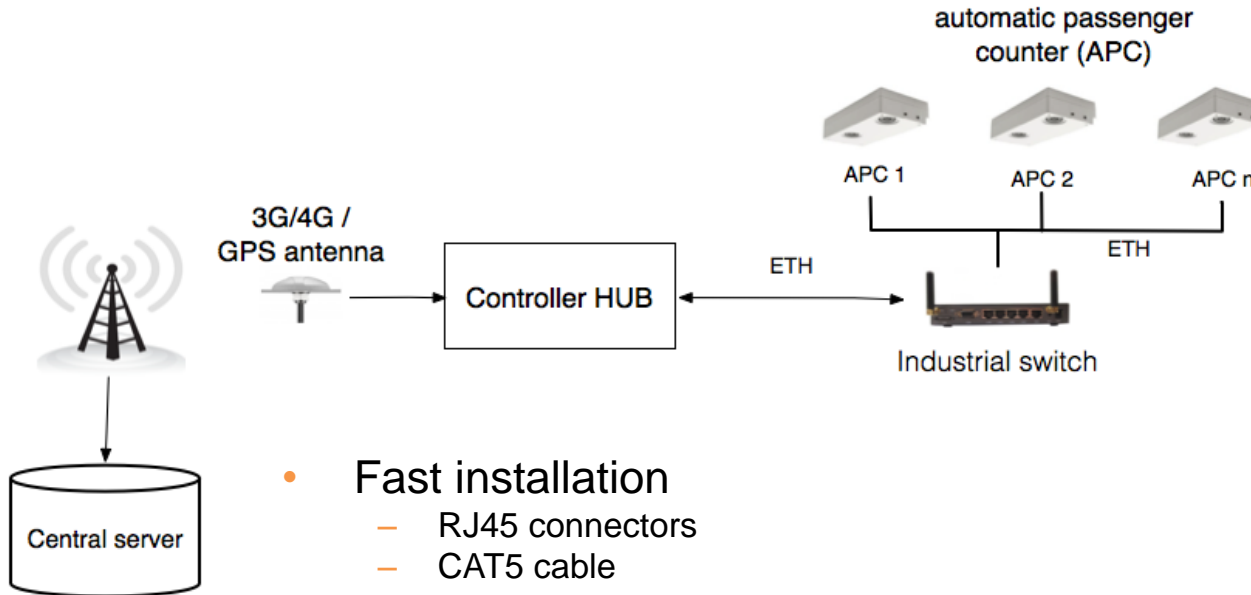 automatic passenger
counter (APC)
APC 1
APC 2
APC n
3G/4G /
GPS antenna
ETH
ETH
Controller HUB
Industrial switch
Central server
• Fast installation
– RJ45 connectors
– CAT5 cable